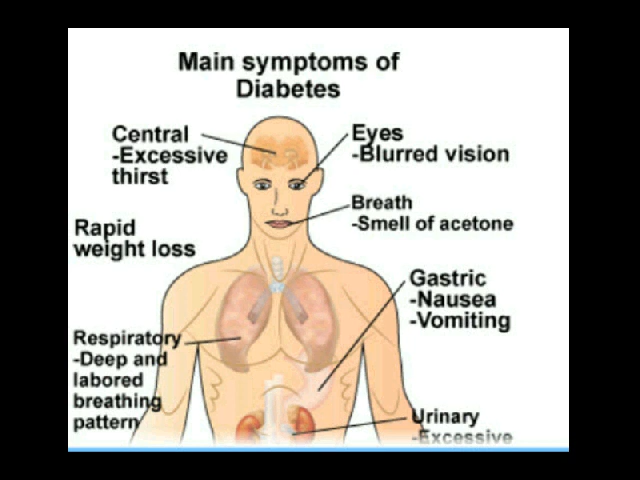 Main symptoms of
Diabetes
Central
-Excessive
thirst
Eyes
-Blurred vision
Breath
-Smell of acetone
Rapid
weight loss
Gastric
-Nausea
-Vomiting
Respiratory
-Deep and
labored
breathing
pattern
Urinary
-Excessive